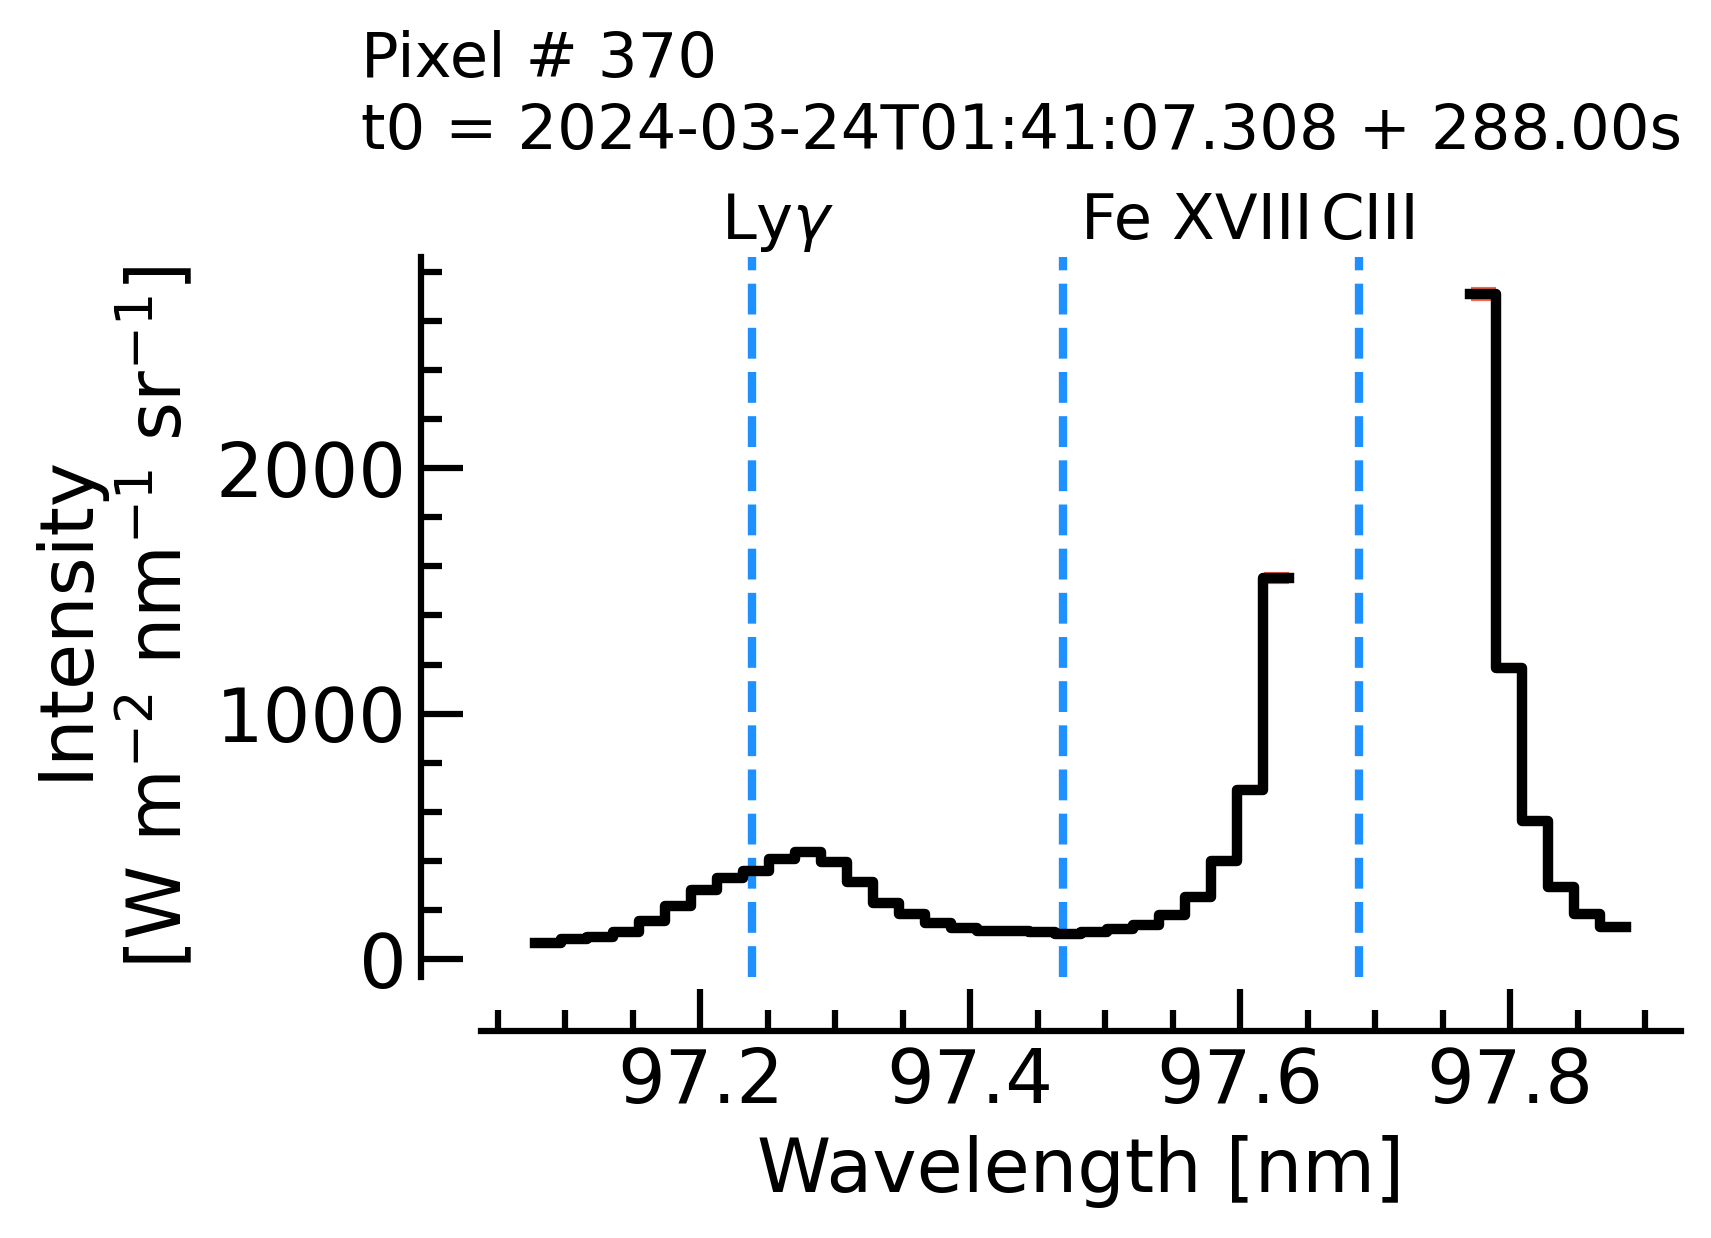 Pixel # 370
t0 = 2024-03-24T01:41:07.308 + 288.00s
Lyγ Fe XVIII CIII
Intensity
[W m⁻² nm⁻¹ sr⁻¹]
2000
1000
0
97.2 97.4 97.6 97.8
Wavelength [nm]